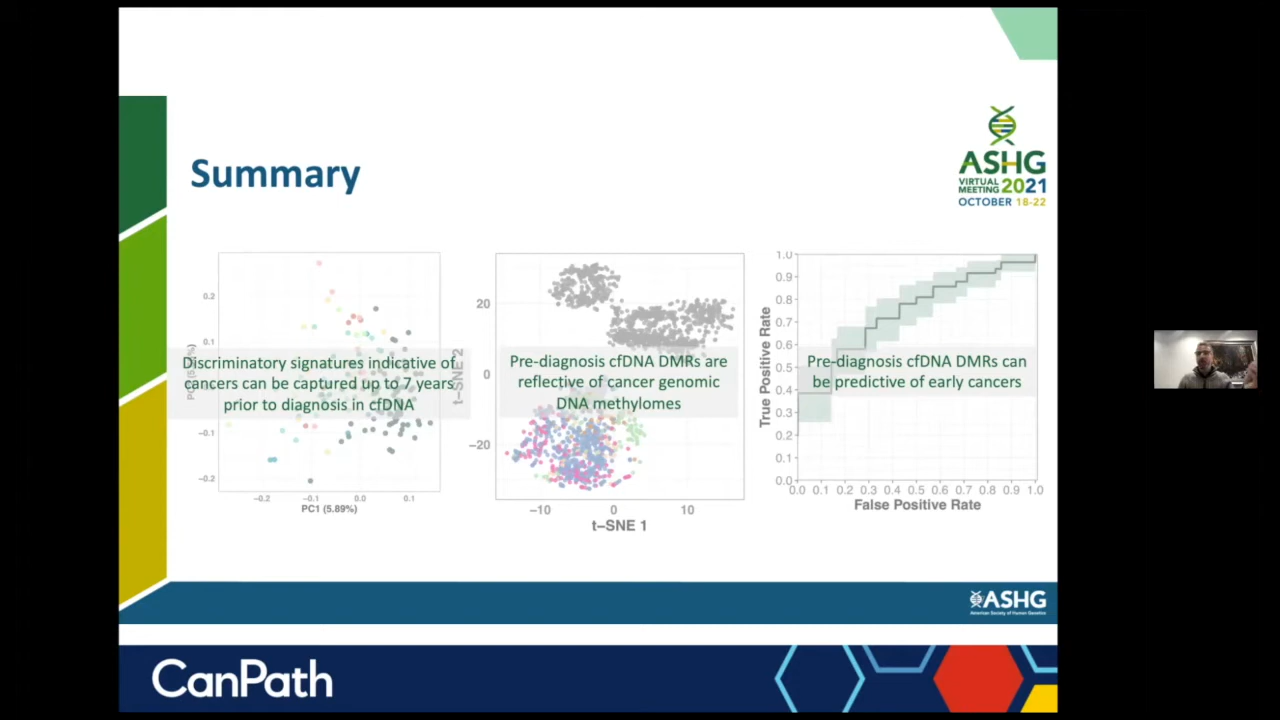 ASHG
VIRTUAL
MEETING 2021
OCTOBER 18-22
Summary
0.2
0.1
−0.1
−0.2
−0.2
−0.1
0.0
0.1
PC1 (5.89%)
Discriminatory signatures indicative of
cancers can be captured up to 7 years
prior to diagnosis in cfDNA
t−SNE 2
20
0
−20
−10
0
10
t−SNE 1
Pre-diagnosis cfDNA DMRs are
reflective of cancer genomic
DNA methylomes
True Positive Rate
1.0
0.9
0.8
0.7
0.6
0.5
0.4
0.3
0.2
0.1
0.0
0.0 0.1 0.2 0.3 0.4 0.5 0.6 0.7 0.8 0.9 1.0
False Positive Rate
Pre-diagnosis cfDNA DMRs can
be predictive of early cancers
ASHG
American Society of Human Genetics
CanPath